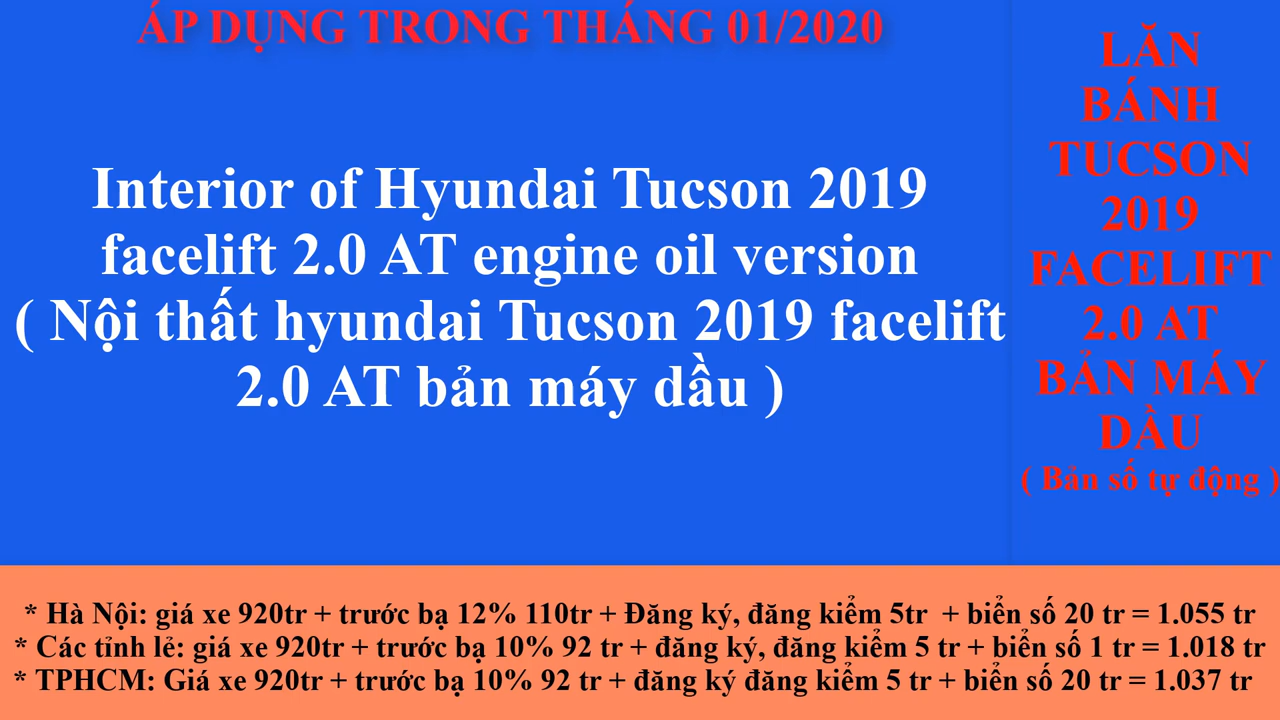 ÁP DỤNG TRONG THÁNG 01/2020
Interior of Hyundai Tucson 2019
facelift 2.0 AT engine oil version
( Nội thất hyundai Tucson 2019 facelift
2.0 AT bản máy dầu )
LĂN
BÁNH
TUCSON
2019
FACELIFT
2.0 AT
BẢN MÁY
DẦU
( Bản số tự động )
* Hà Nội: giá xe 920tr + trước bạ 12% 110tr + Đăng ký, đăng kiểm 5tr + biển số 20 tr = 1.055 tr
* Các tỉnh lẻ: giá xe 920tr + trước bạ 10% 92 tr + đăng ký, đăng kiểm 5 tr + biển số 1 tr = 1.018 tr
* TPHCM: Giá xe 920tr + trước bạ 10% 92 tr + đăng ký đăng kiểm 5 tr + biển số 20 tr = 1.037 tr